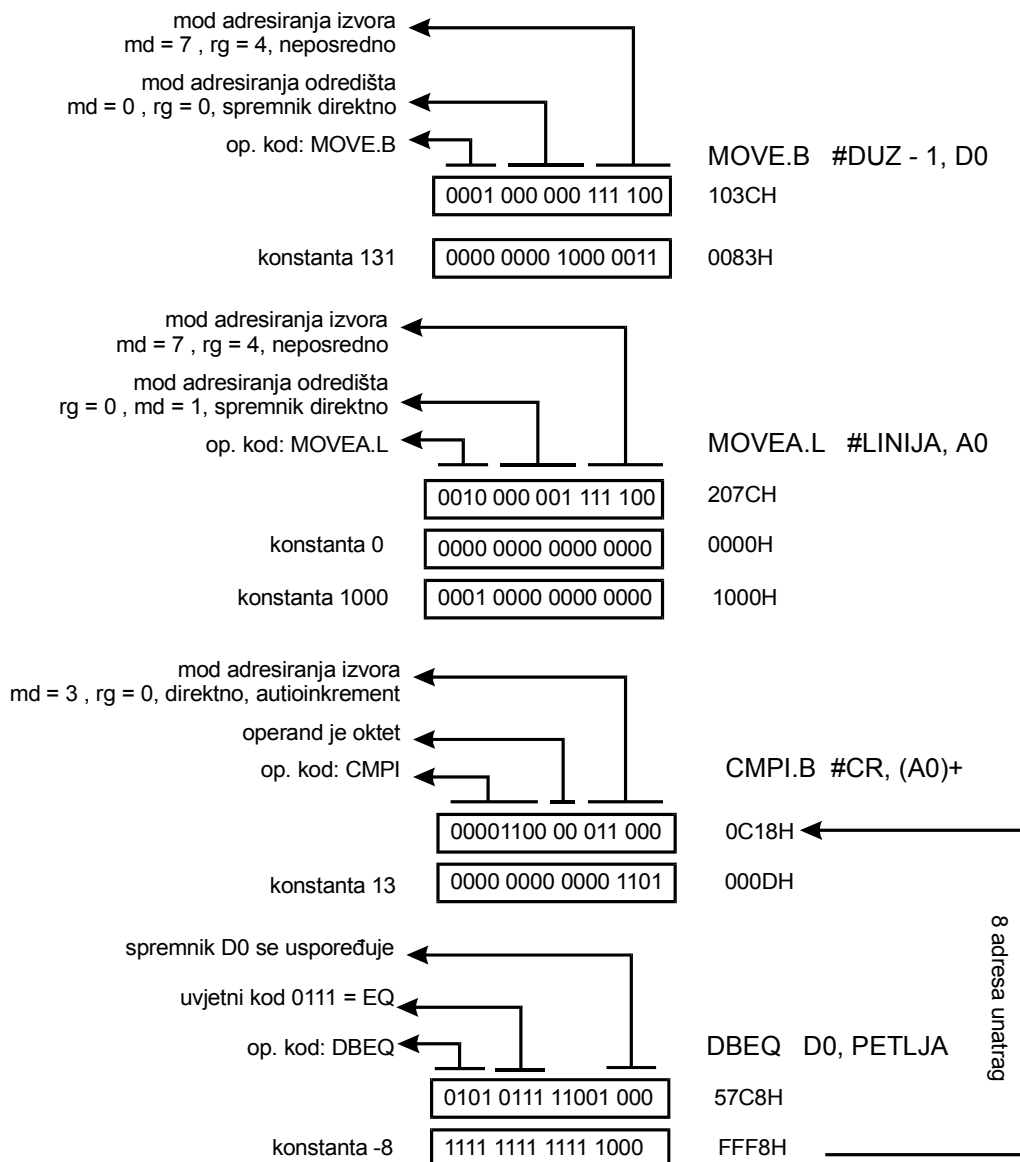 mod adresiranja izvora
md = 7 , rg = 4, neposredno
mod adresiranja odredišta
md = 0 , rg = 0, spremnik direktno
op. kod: MOVE.B
MOVE.B #DUZ - 1, D0
0001 000 000 111 100
103CH
konstanta 131
0000 0000 1000 0011
0083H
mod adresiranja izvora
md = 7 , rg = 4, neposredno
mod adresiranja odredišta
rg = 0 , md = 1, spremnik direktno
op. kod: MOVEA.L
MOVEA.L #LINIJA, A0
0010 000 001 111 100
207CH
konstanta 0
0000 0000 0000 0000
0000H
konstanta 1000
0001 0000 0000 0000
1000H
mod adresiranja izvora
md = 3 , rg = 0, direktno, autioinkrement
operand je oktet
op. kod: CMPI
CMPI.B #CR, (A0)+
00001100 00 011 000
0C18H
konstanta 13
0000 0000 0000 1101
000DH
8 adresa unatrag
spremnik D0 se uspoređuje
uvjetni kod 0111 = EQ
op. kod: DBEQ
DBEQ D0, PETLJA
0101 0111 11001 000
57C8H
konstanta -8
1111 1111 1111 1000
FFF8H